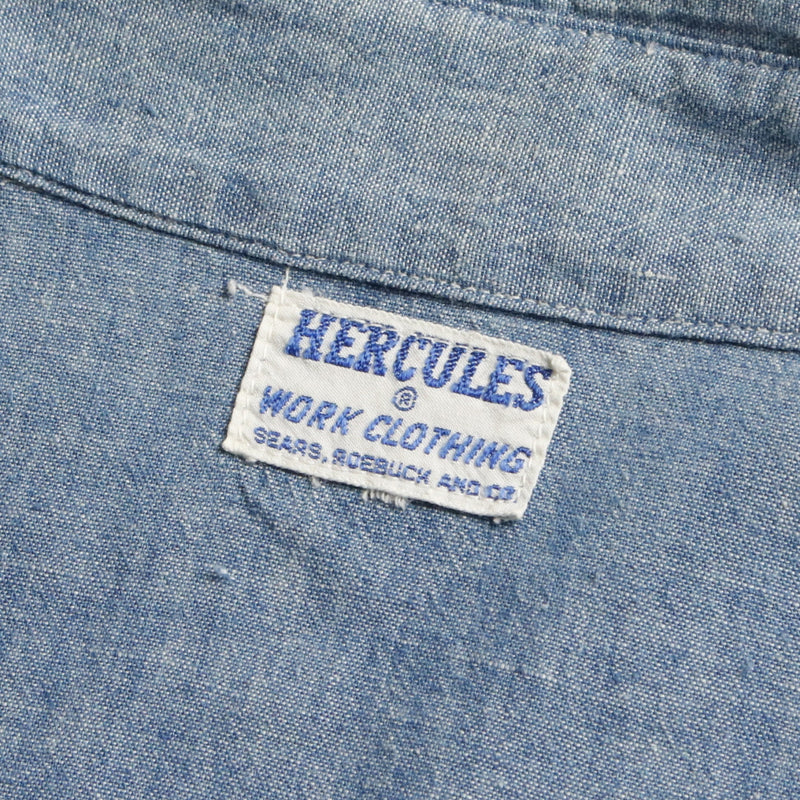 HERCULES
®
WORK CLOTHING
SEARS, ROEBUCK AND CO.